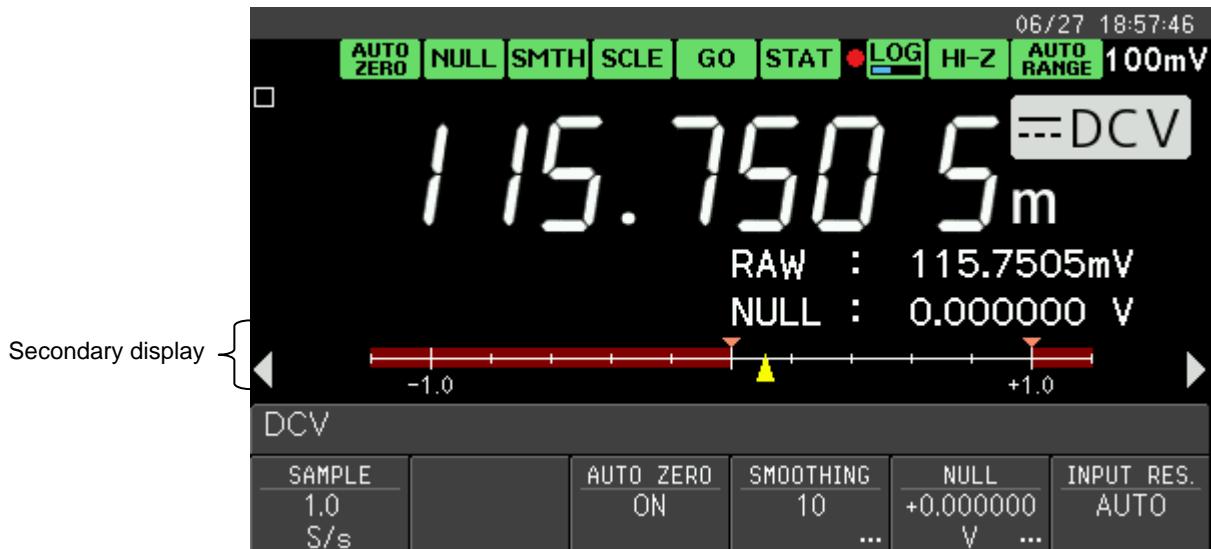 06/27 18:57:46
AUTO ZERO NULL SMTH SCLE GO STAT LOG HI-Z AUTO RANGE 100mV
DCV
115.750 5m
RAW : 115.7505mV
NULL : 0.000000 V
Secondary display
-1.0 +1.0
DCV
SAMPLE AUTO ZERO SMOOTHING NULL INPUT RES.
1.0 ON 10 +0.000000 AUTO
S/s ... V ...